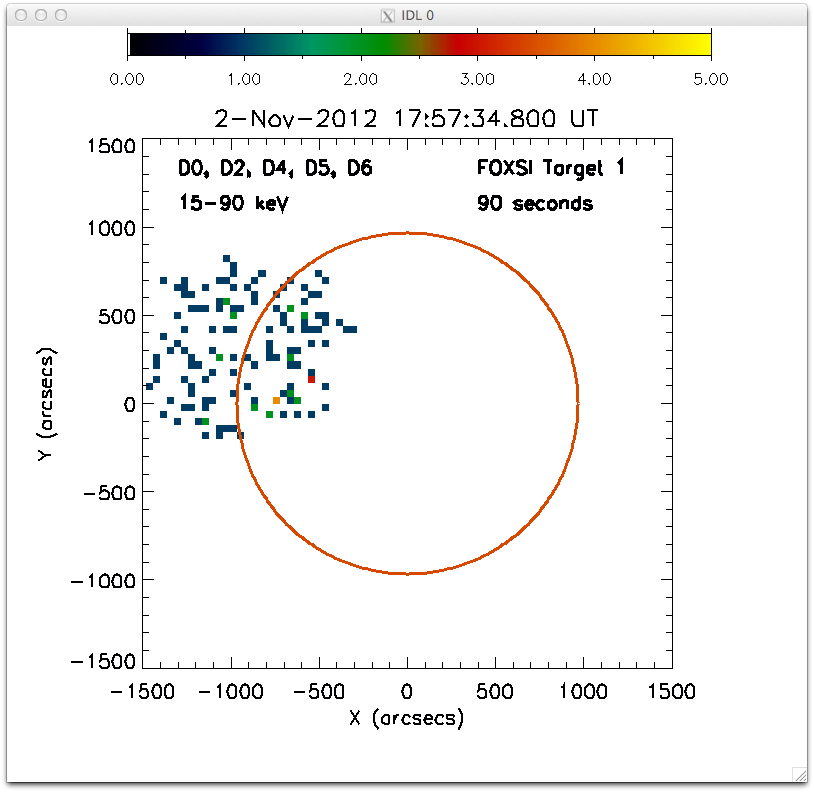 IDL 0
0.00 1.00 2.00 3.00 4.00 5.00
2-Nov-2012 17:57:34.800 UT
D0, D2, D4, D5, D6 FOXSI Target 1
15-90 keV 90 seconds
1500
1000
500
0
-500
-1000
-1500
Y (arcsecs)
-1500 -1000 -500 0 500 1000 1500
X (arcsecs)